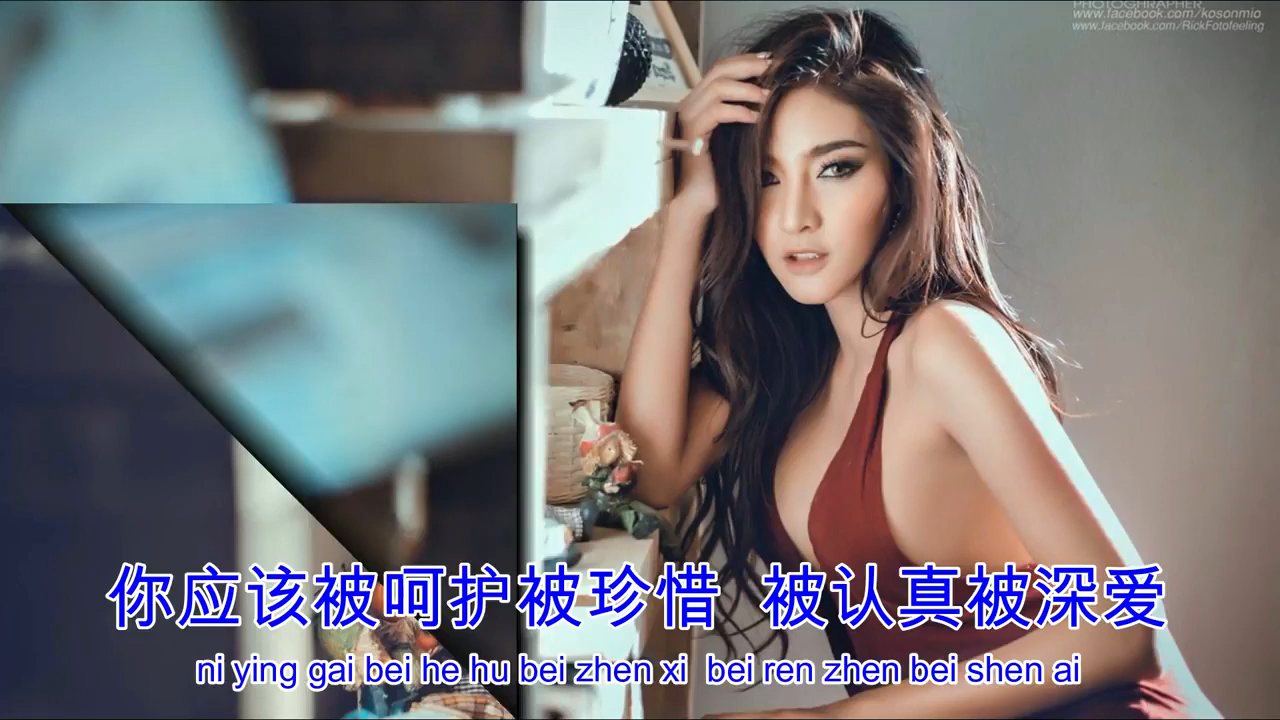 PHOTOGHRAPHER
www.facebook.com/kosonmio
www.facebook.com/RickFotofeeling
你应该被呵护被珍惜 被认真被深爱
ni ying gai bei he hu bei zhen xi bei ren zhen bei shen ai